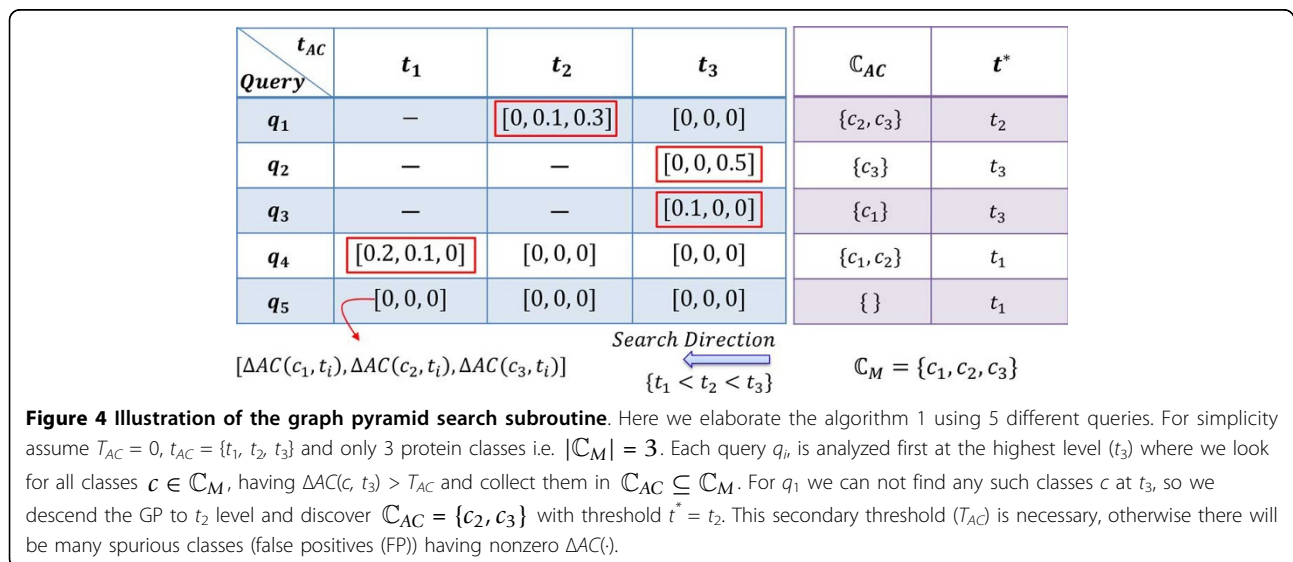 t_AC t₁ t₂ t₃ ℂ_AC t*
Query
q₁ − [0, 0.1, 0.3] [0, 0, 0] {c₂, c₃} t₂
q₂ − − [0, 0, 0.5] {c₃} t₃
q₃ − − [0.1, 0, 0] {c₁} t₃
q₄ [0.2, 0.1, 0] [0, 0, 0] [0, 0, 0] {c₁, c₂} t₁
q₅ [0, 0, 0] [0, 0, 0] [0, 0, 0] { } t₁
Search Direction
[ΔAC(c₁, tᵢ), ΔAC(c₂, tᵢ), ΔAC(c₃, tᵢ)] {t₁ < t₂ < t₃} ℂ_M = {c₁, c₂, c₃}
Figure 4 Illustration of the graph pyramid search subroutine. Here we elaborate the algorithm 1 using 5 different queries. For simplicity
assume T_AC = 0, t_AC = {t₁, t₂, t₃} and only 3 protein classes i.e. |ℂ_M| = 3. Each query qᵢ, is analyzed first at the highest level (t₃) where we look
for all classes c ∈ ℂ_M, having ΔAC(c, t₃) > T_AC and collect them in ℂ_AC ⊆ ℂ_M. For q₁ we can not find any such classes c at t₃, so we
descend the GP to t₂ level and discover ℂ_AC = {c₂, c₃} with threshold t* = t₂. This secondary threshold (T_AC) is necessary, otherwise there will
be many spurious classes (false positives (FP)) having nonzero ΔAC(·).